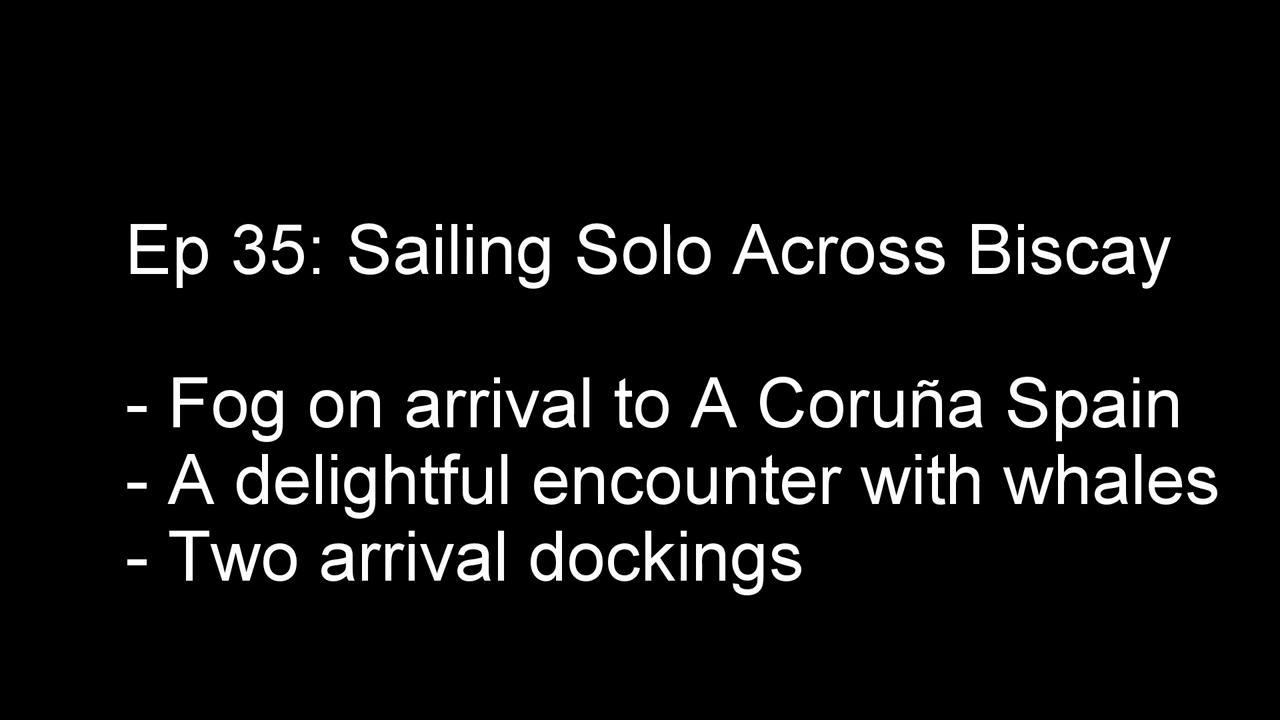 Ep 35: Sailing Solo Across Biscay
- Fog on arrival to A Coruña Spain
- A delightful encounter with whales
- Two arrival dockings